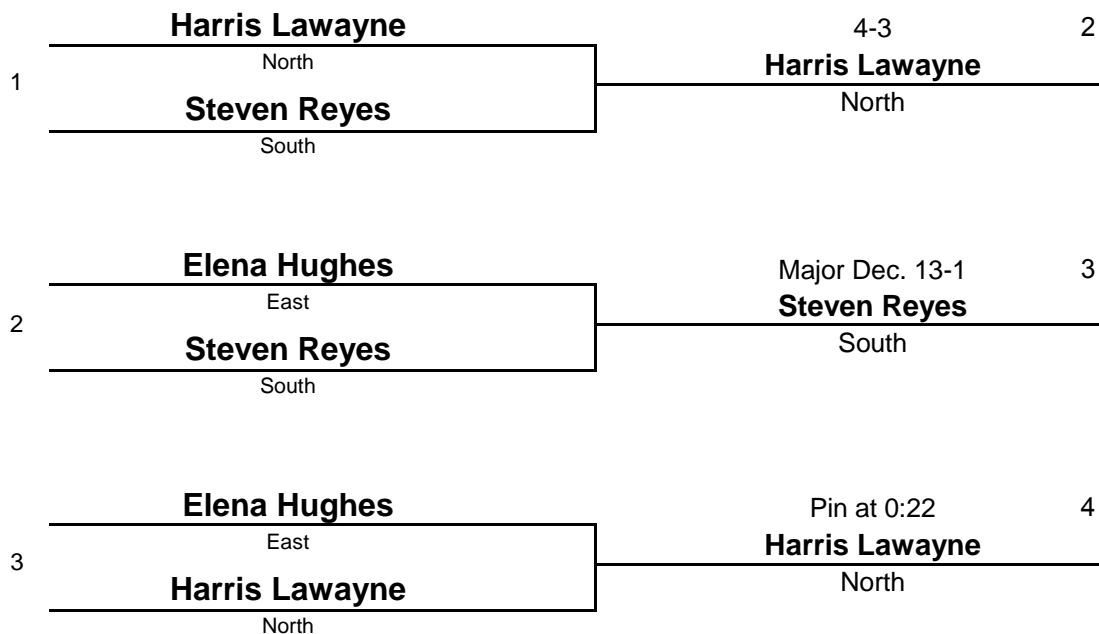 Harris Lawayne
North
1
Steven Reyes
South
4-3
2
Harris Lawayne
North
Elena Hughes
East
2
Steven Reyes
South
Major Dec. 13-1
3
Steven Reyes
South
Elena Hughes
East
3
Harris Lawayne
North
Pin at 0:22
4
Harris Lawayne
North